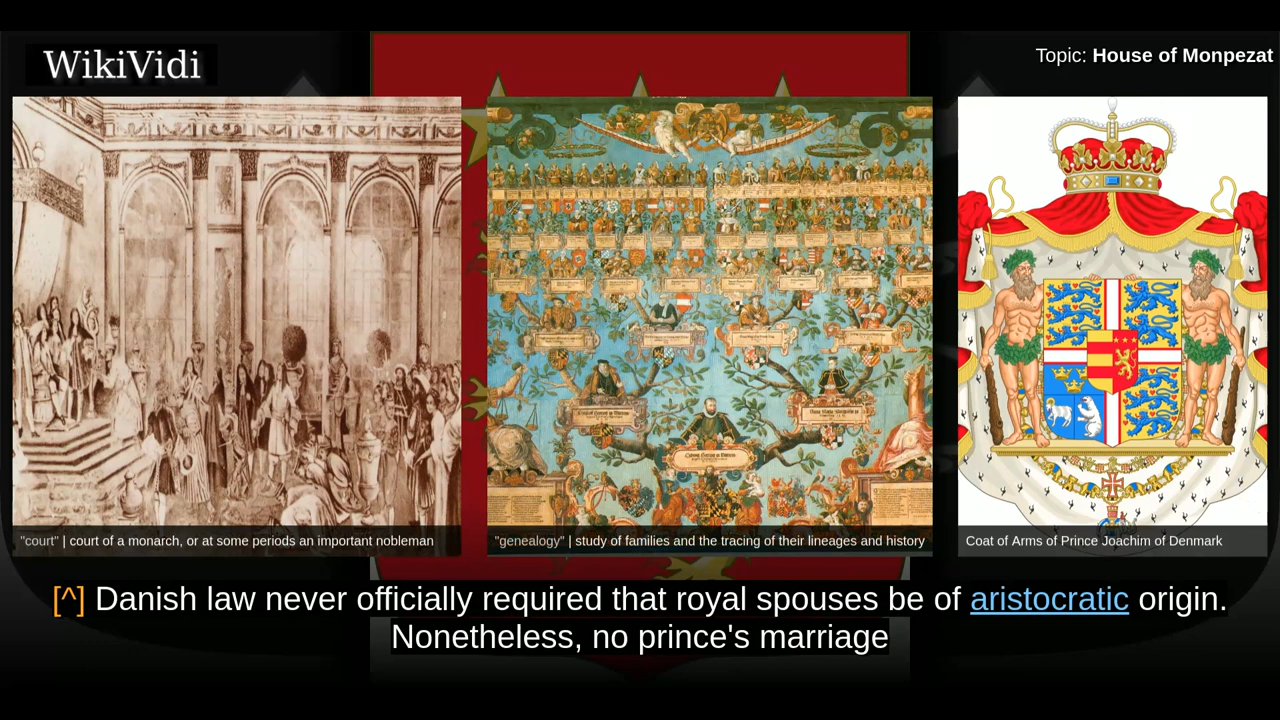 WikiVidi
Topic: House of Monpezat
"court" | court of a monarch, or at some periods an important nobleman
"genealogy" | study of families and the tracing of their lineages and history
Coat of Arms of Prince Joachim of Denmark
[^] Danish law never officially required that royal spouses be of aristocratic origin.
Nonetheless, no prince's marriage